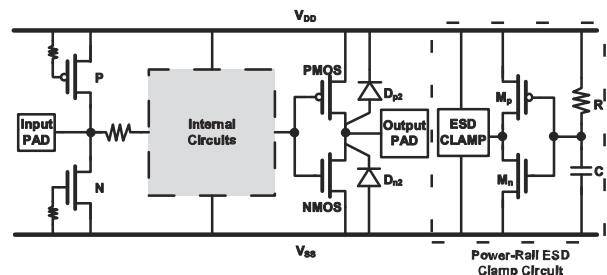 VDD
P
PMOS
Dp2
Mp
R
Input
PAD
Internal
Circuits
Output
PAD
ESD
CLAMP
N
NMOS
Dn2
Mn
C
VSS
Power-Rail ESD
Clamp Circuit